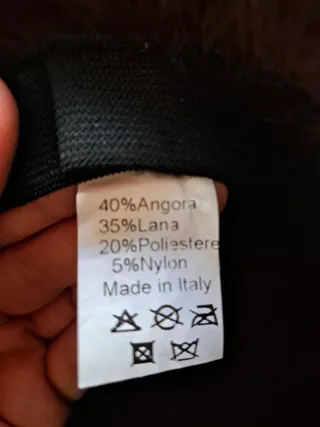 40%Angora
35%Lana
20%Poliestere
5%Nylon
Made in Italy